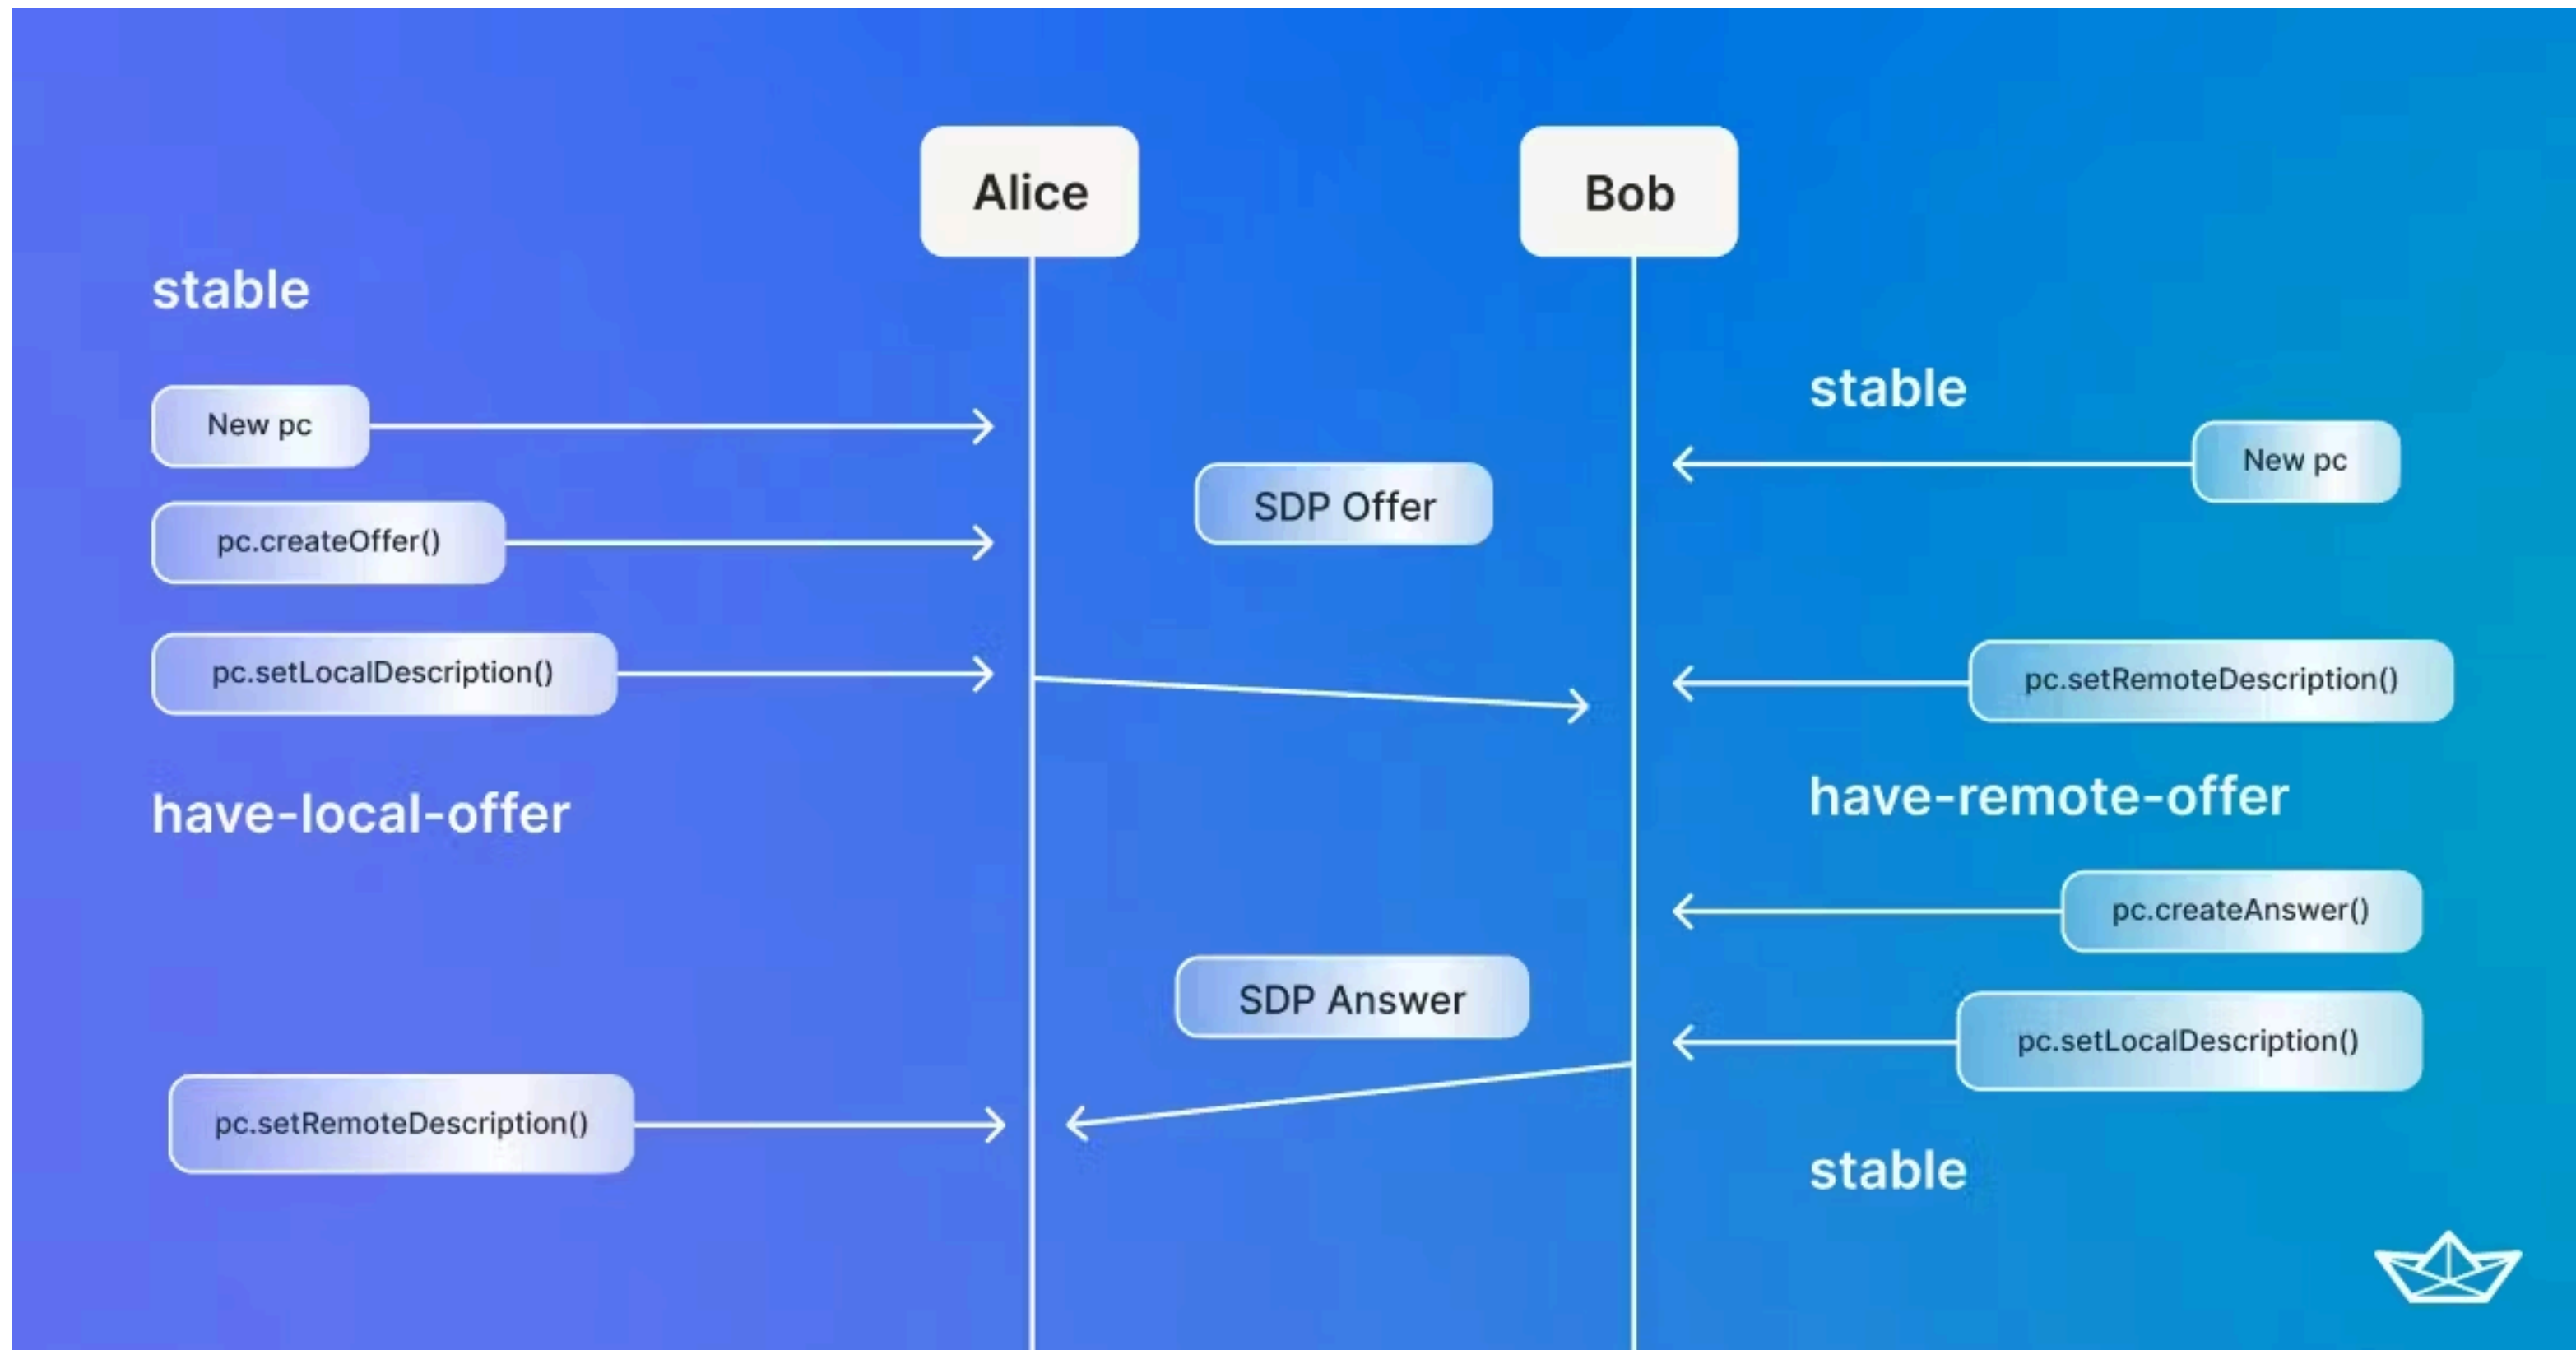 Alice
Bob
stable
stable
New pc
New pc
SDP Offer
pc.createOffer()
pc.setLocalDescription()
pc.setRemoteDescription()
have-local-offer
have-remote-offer
pc.createAnswer()
SDP Answer
pc.setLocalDescription()
pc.setRemoteDescription()
stable